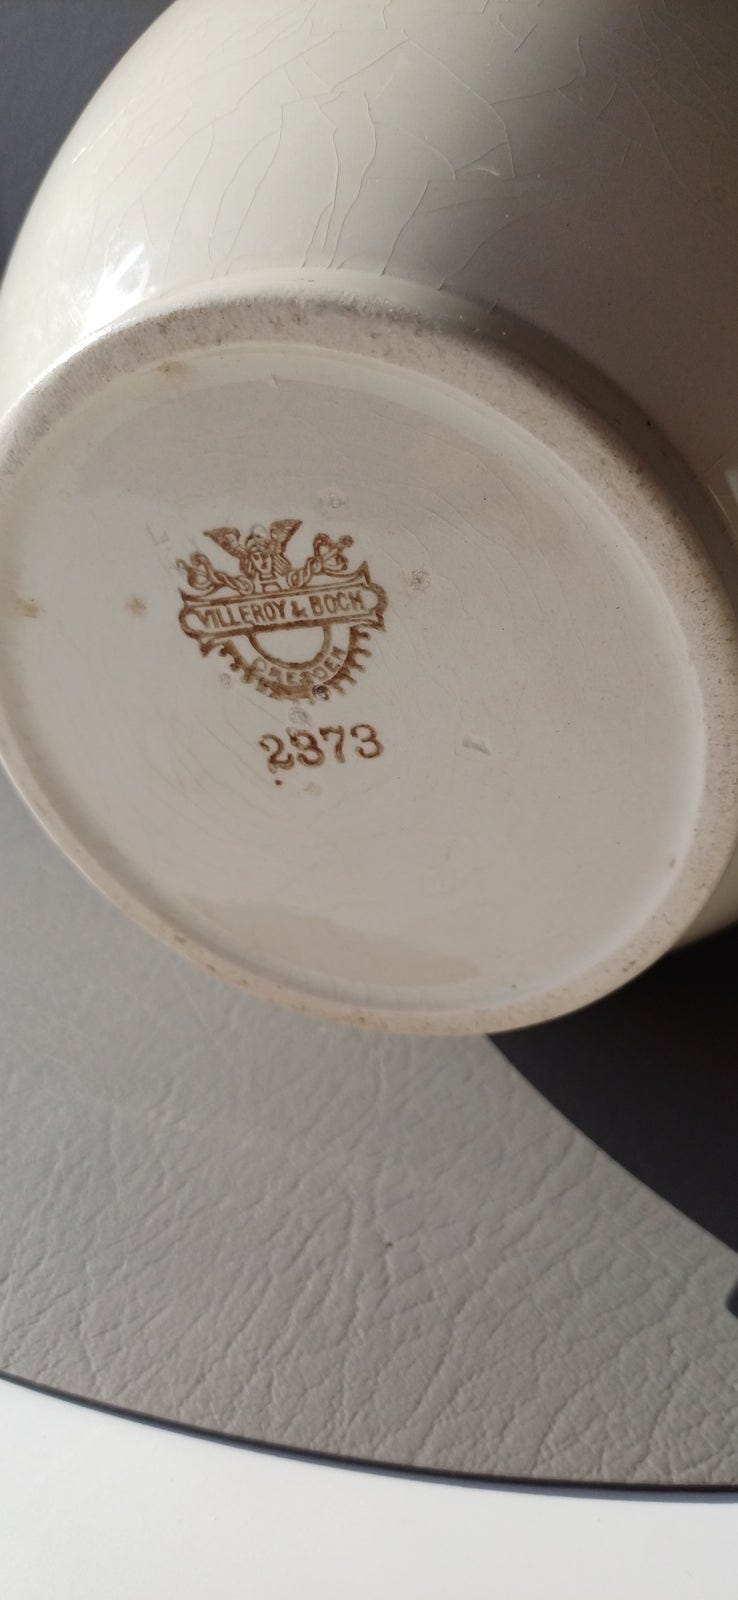 VILLEROY & BOCH
DRESDEN
2373